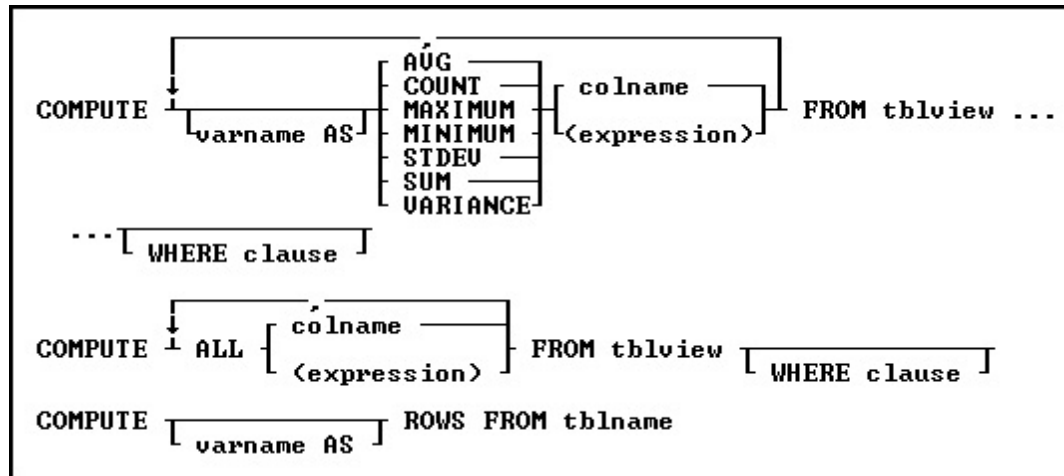 ,
AVG
COUNT colname
COMPUTE varname AS MAXIMUM FROM tblview ...
MINIMUM (expression)
STDEV
SUM
VARIANCE
... WHERE clause
,
colname
COMPUTE ALL FROM tblview WHERE clause
(expression)
COMPUTE varname AS ROWS FROM tblname